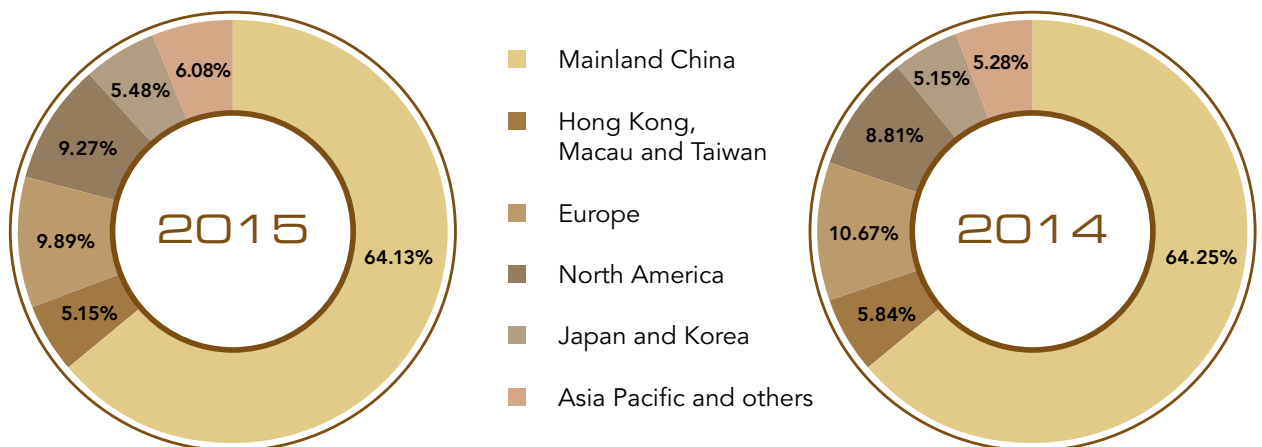 6.08%
5.48%
9.27%
9.89%
5.15%
64.13%
2015
Mainland China
Hong Kong,
Macau and Taiwan
Europe
North America
Japan and Korea
Asia Pacific and others
5.28%
5.15%
8.81%
10.67%
5.84%
64.25%
2014